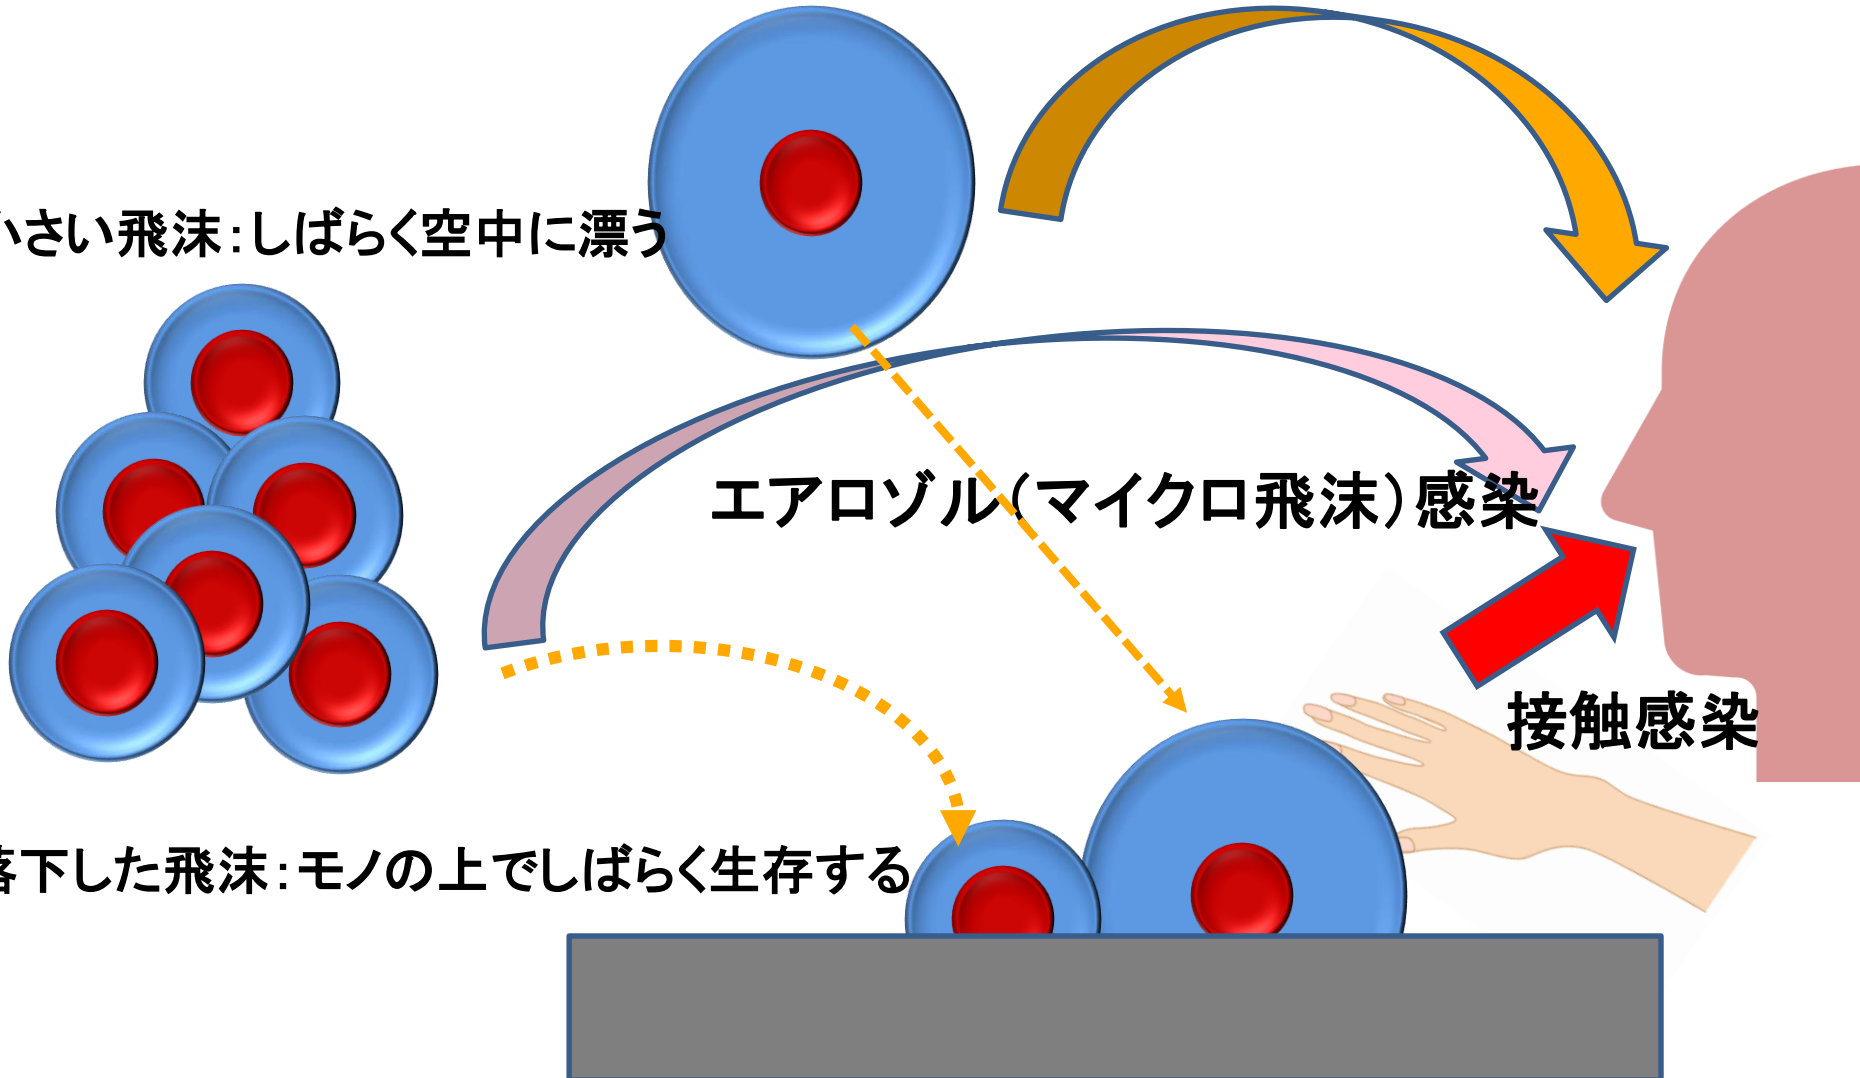 小さい飛沫：しばらく空中に漂う
エアロゾル（マイクロ飛沫）感染
接触感染
落下した飛沫：モノの上でしばらく生存する